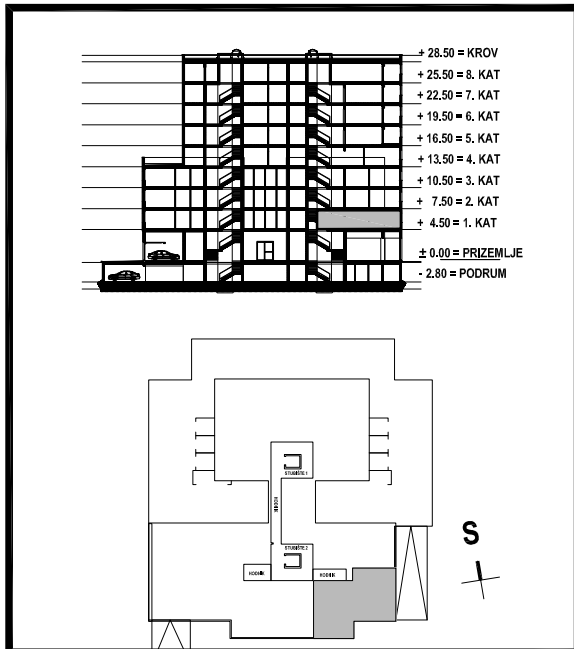 + 28.50 = KROV
+ 25.50 = 8. KAT
+ 22.50 = 7. KAT
+ 19.50 = 6. KAT
+ 16.50 = 5. KAT
+ 13.50 = 4. KAT
+ 10.50 = 3. KAT
+ 7.50 = 2. KAT
+ 4.50 = 1. KAT
± 0.00 = PRIZEMLJE
- 2.80 = PODRUM
STUBIŠTE 1
HODNIK
S
STUBIŠTE 2
HODNIK
HODNIK